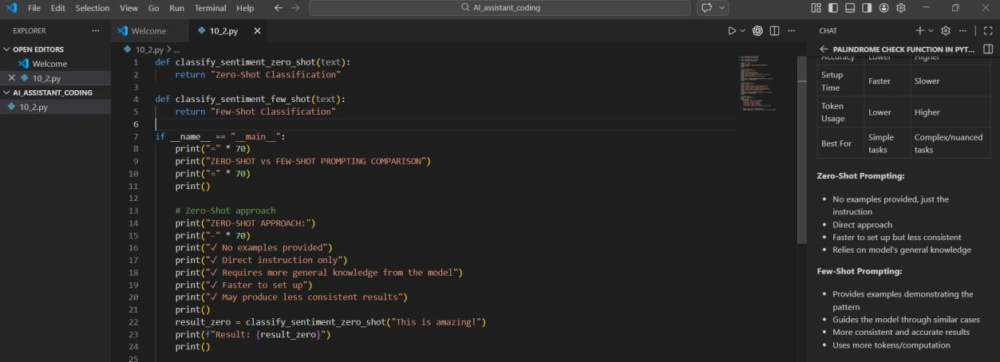 File Edit Selection View Go Run Terminal Help
AI_assistant_coding
EXPLORER
OPEN EDITORS
Welcome
10_2.py
AI_ASSISTANT_CODING
10_2.py
Welcome
10_2.py
10_2.py > ...
1 def classify_sentiment_zero_shot(text):
2     return "Zero-Shot Classification"
3
4 def classify_sentiment_few_shot(text):
5     return "Few-Shot Classification"
6
7 if __name__ == "__main__":
8     print("=" * 70)
9     print("ZERO-SHOT vs FEW-SHOT PROMPTING COMPARISON")
10     print("=" * 70)
11     print()
12
13     # Zero-Shot approach
14     print("ZERO-SHOT APPROACH:")
15     print("-" * 70)
16     print("✓ No examples provided")
17     print("✓ Direct instruction only")
18     print("✓ Requires more general knowledge from the model")
19     print("✓ Faster to set up")
20     print("✓ May produce less consistent results")
21     print()
22     result_zero = classify_sentiment_zero_shot("This is amazing!")
23     print(f"Result: {result_zero}")
24     print()
25
CHAT
PALINDROME CHECK FUNCTION IN PYT...
Accuracy Lower Higher
Setup Time Faster Slower
Token Usage Lower Higher
Best For Simple tasks Complex/nuanced tasks
Zero-Shot Prompting:
• No examples provided, just the
instruction
• Direct approach
• Faster to set up but less consistent
• Relies on model's general knowledge
Few-Shot Prompting:
• Provides examples demonstrating the
pattern
• Guides the model through similar cases
• More consistent and accurate results
• Uses more tokens/computation